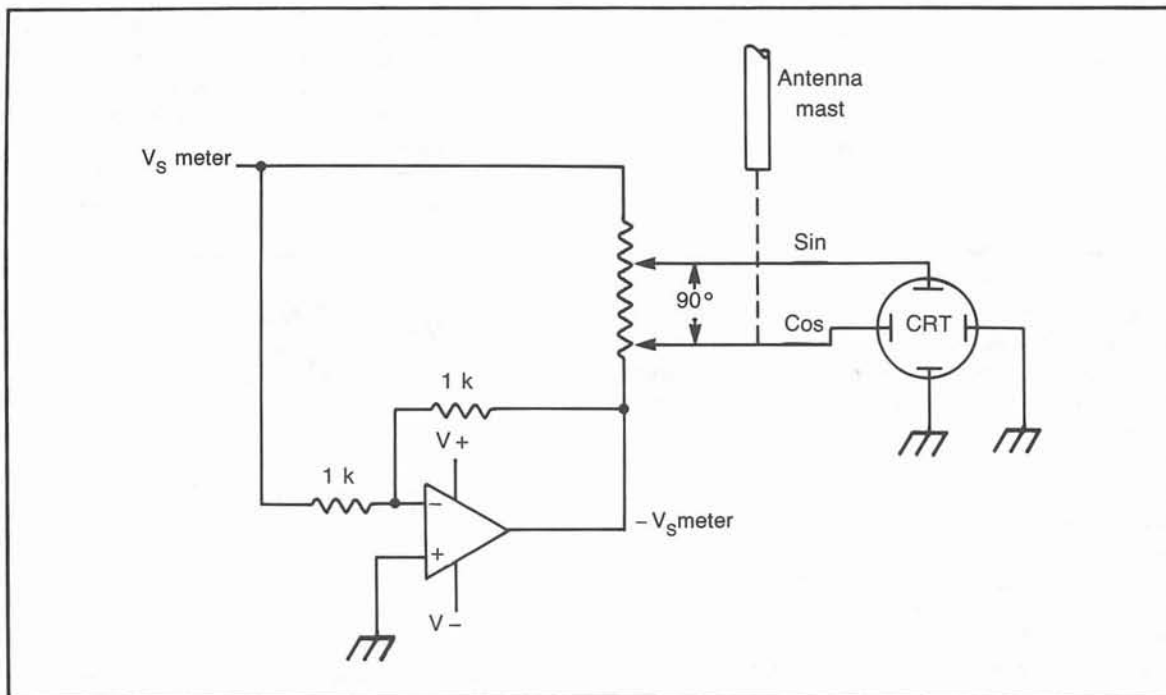 Antenna
mast
V_S meter
Sin
90°
Cos
CRT
1 k
V+
1 k
−
+
V−
− V_S meter